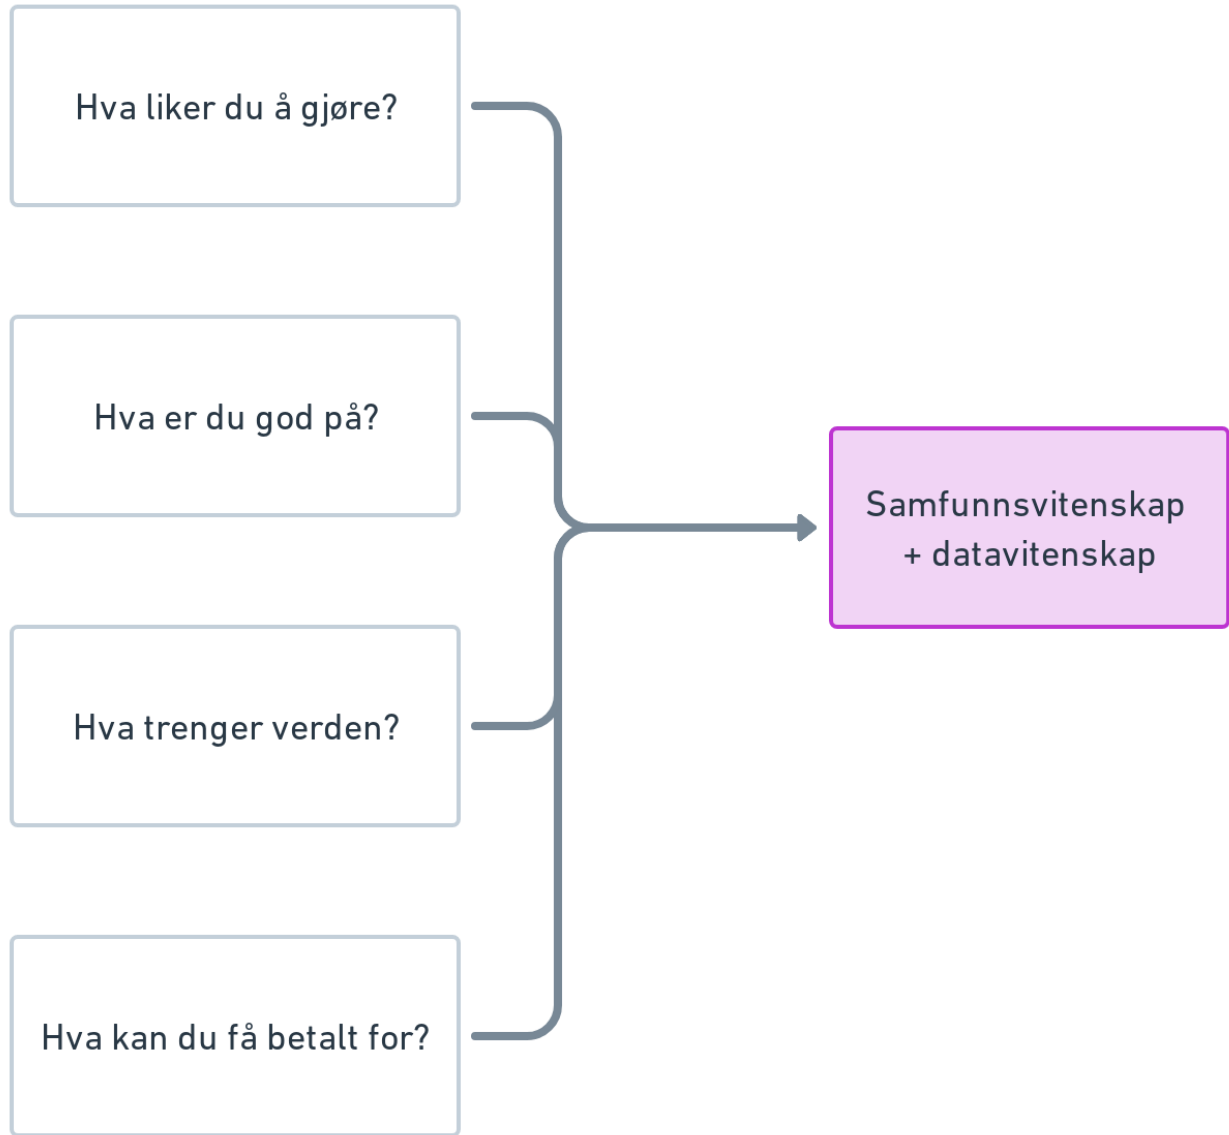 Hva liker du å gjøre?
Hva er du god på?
Hva trenger verden?
Hva kan du få betalt for?
Samfunnsvitenskap
+ datavitenskap